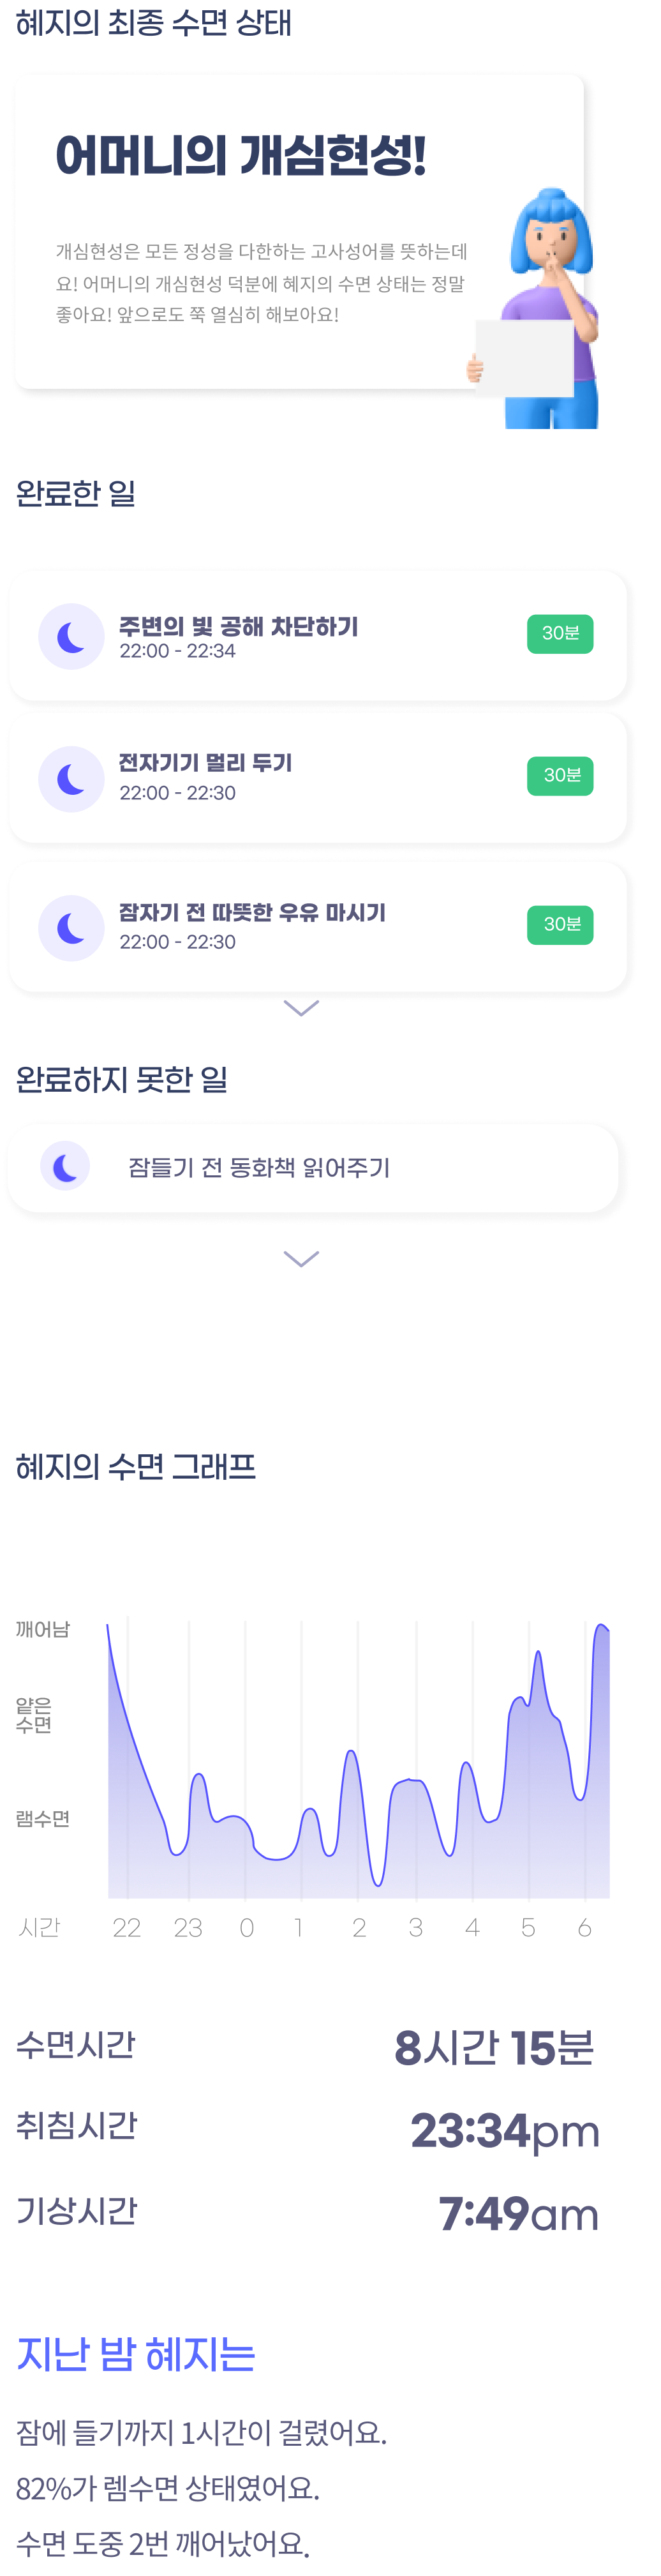 혜지의 최종 수면 상태
어머니의 개심현성!
개심현성은 모든 정성을 다한하는 고사성어를 뜻하는데
요! 어머니의 개심현성 덕분에 혜지의 수면 상태는 정말
좋아요! 앞으로도 쭉 열심히 해보아요!
완료한 일
주변의 빛 공해 차단하기
22:00 - 22:34
30분
전자기기 멀리 두기
22:00 - 22:30
30분
잠자기 전 따뜻한 우유 마시기
22:00 - 22:30
30분
완료하지 못한 일
잠들기 전 동화책 읽어주기
혜지의 수면 그래프
깨어남
얕은
수면
램수면
시간 22 23 0 1 2 3 4 5 6
수면시간 8시간 15분
취침시간 23:34pm
기상시간 7:49am
지난 밤 혜지는
잠에 들기까지 1시간이 걸렸어요.
82%가 렘수면 상태였어요.
수면 도중 2번 깨어났어요.